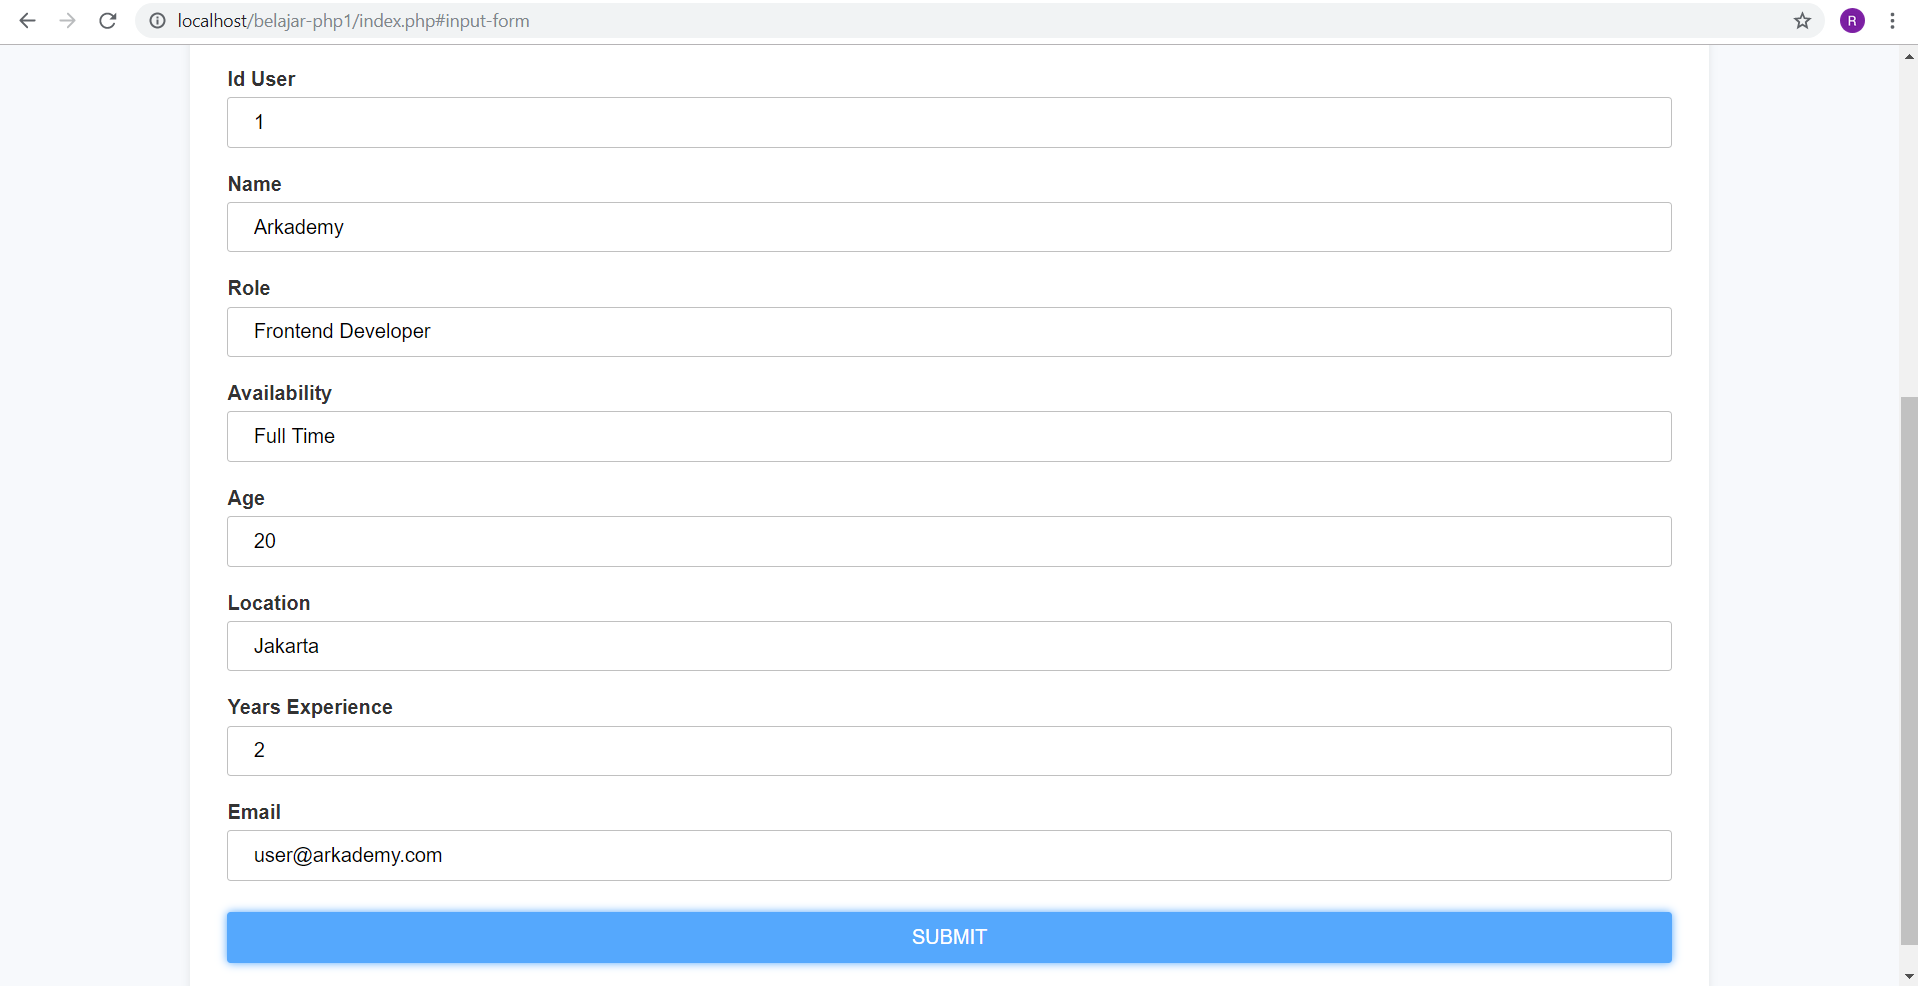 localhost/belajar-php1/index.php#input-form
R
Id User
1
Name
Arkademy
Role
Frontend Developer
Availability
Full Time
Age
20
Location
Jakarta
Years Experience
2
Email
user@arkademy.com
SUBMIT